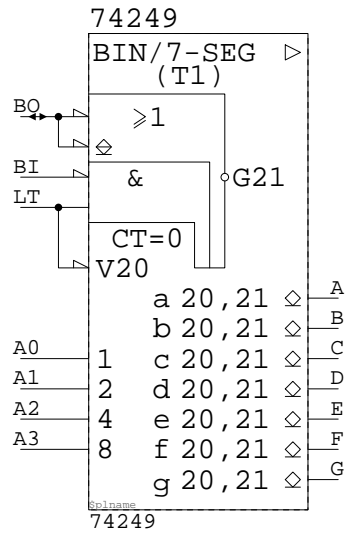 74249
BIN/7-SEG
(T1)
BO
≥1
BI
&
G21
LT
CT=0
V20
a 20,21 A
b 20,21 B
A0 1 c 20,21 C
A1 2 d 20,21 D
A2 4 e 20,21 E
A3 8 f 20,21 F
g 20,21 G
$plname
74249